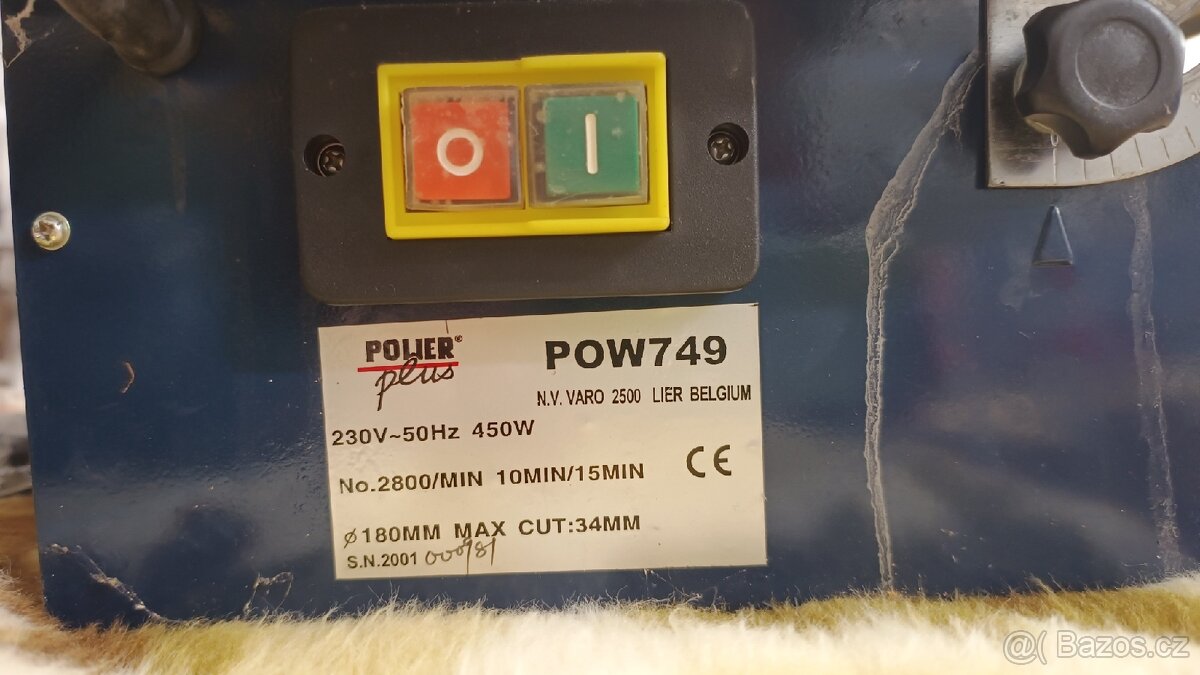 O I
POLIER®
plus
POW749
N.V. VARO 2500 LIER BELGIUM
230V~50Hz 450W
No.2800/MIN 10MIN/15MIN
CE
Ø180MM MAX CUT:34MM
S.N.2001 000981
@( Bazos.cz